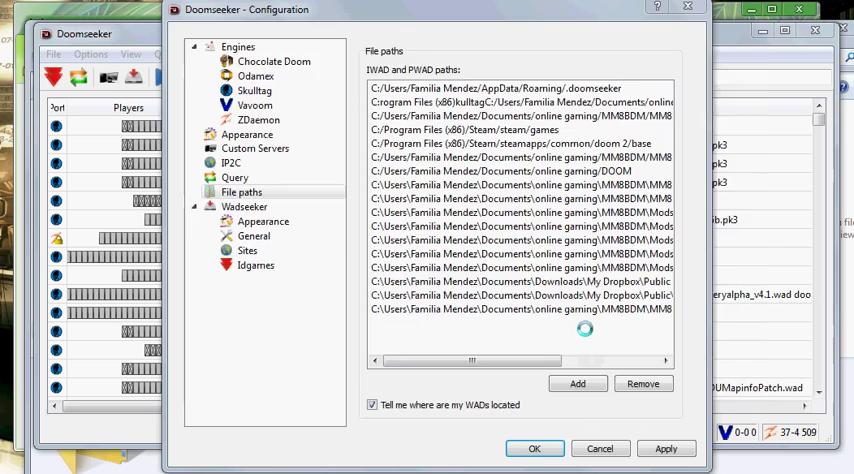 Doomseeker
File Options View
Port Players
Doomseeker - Configuration
Engines
Chocolate Doom
Odamex
Skulltag
Vavoom
ZDaemon
Appearance
Custom Servers
IP2C
Query
File paths
Wadseeker
Appearance
General
Sites
Idgames
File paths
IWAD and PWAD paths:
C:/Users/Familia Mendez/AppData/Roaming/.doomseeker
C:rogram Files (x86)kulltagC:/Users/Familia Mendez/Documents/online
C:/Users/Familia Mendez/Documents/online gaming/MM8BDM/MM8
C:/Program Files (x86)/Steam/steam/games
C:/Program Files (x86)/Steam/steamapps/common/doom 2/base
C:/Users/Familia Mendez/Documents/online gaming/MM8BDM/MM8
C:/Users/Familia Mendez/Documents/online gaming/DOOM
C:\Users\Familia Mendez\Documents\online gaming\MM8BDM\MM8
C:\Users\Familia Mendez\Documents\online gaming\MM8BDM\Mods
C:\Users\Familia Mendez\Documents\online gaming\MM8BDM\Mods
C:\Users\Familia Mendez\Documents\online gaming\MM8BDM\Mods
C:\Users\Familia Mendez\Documents\online gaming\MM8BDM\Mods
C:\Users\Familia Mendez\Documents\online gaming\MM8BDM\Mods
C:\Users\Familia Mendez\Documents\online gaming\MM8BDM\Mods
C:\Users\Familia Mendez\Documents\Downloads\My Dropbox\Public
C:\Users\Familia Mendez\Documents\Downloads\My Dropbox\Public\
C:\Users\Familia Mendez\Documents\online gaming\MM8BDM\MM8
Add Remove
Tell me where are my WADs located
OK Cancel Apply
pk3
pk3
pk3
6b.pk3
eryalpha_v4.1.wad doo
DUMapinfoPatch.wad
0-0 0 37-4 509